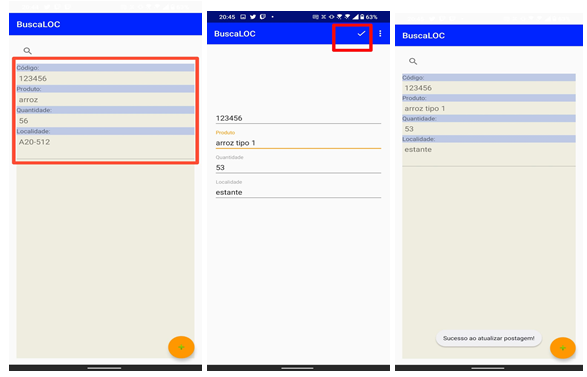 BuscaLOC
Código:
123456
Produto:
arroz
Quantidade:
56
Localidade:
A20-512
20:45
63%
BuscaLOC
123456
Produto
arroz tipo 1
Quantidade
53
Localidade
estante
BuscaLOC
Código:
123456
Produto:
arroz tipo 1
Quantidade:
53
Localidade:
estante
Sucesso ao atualizar postagem!